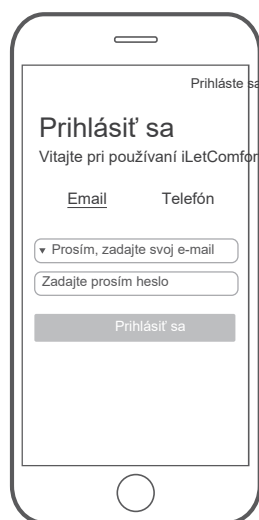 Prihláste sa
Prihlásiť sa
Vitajte pri používaní iLetComfor
Email Telefón
Prosím, zadajte svoj e-mail
Zadajte prosím heslo
Prihlásiť sa